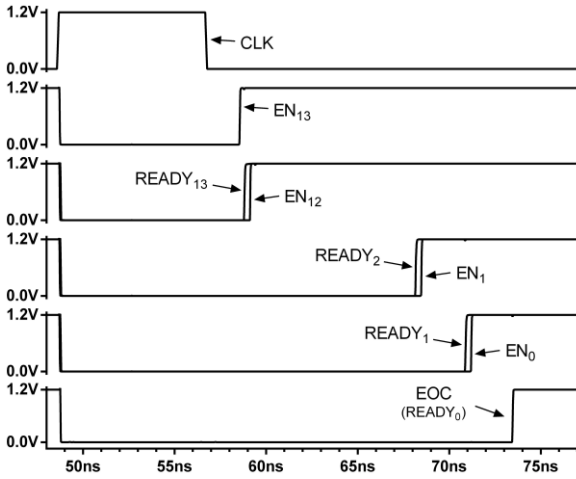 1.2V
CLK
0.0V
1.2V
EN13
0.0V
1.2V
READY13
EN12
0.0V
1.2V
READY2
EN1
0.0V
1.2V
READY1
EN0
0.0V
1.2V
EOC
(READY0)
0.0V
50ns 55ns 60ns 65ns 70ns 75ns